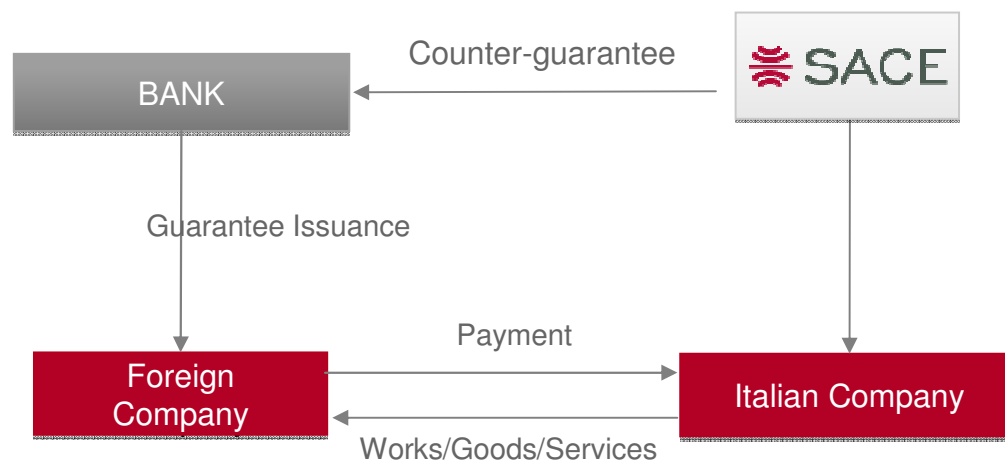 Counter-guarantee
SACE
BANK
Guarantee Issuance
Payment
Foreign
Company
Italian Company
Works/Goods/Services